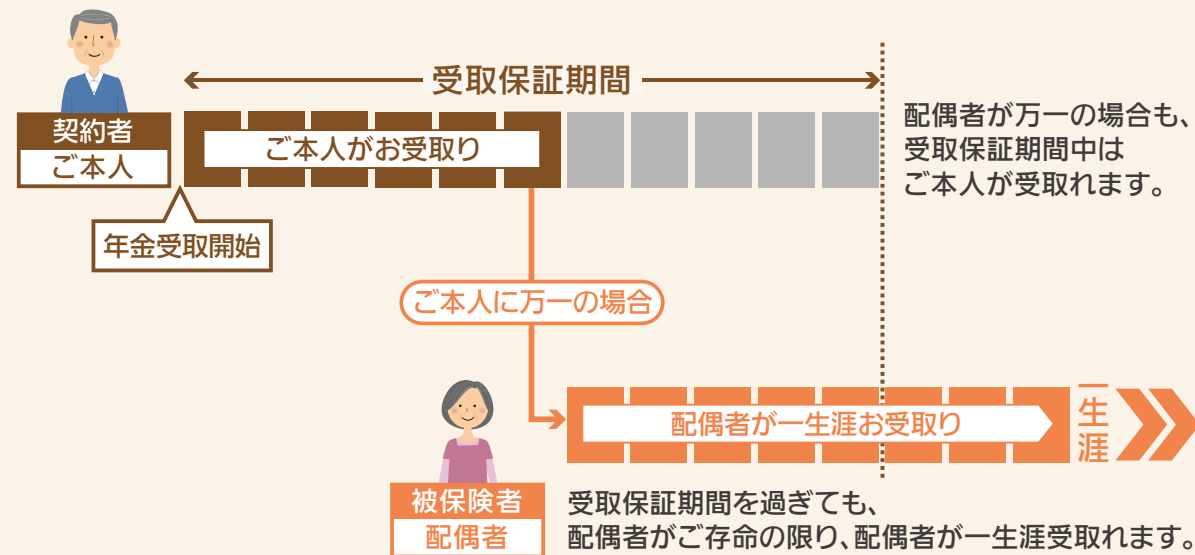 受取保証期間
契約者
ご本人
ご本人がお受取り
配偶者が万一の場合も、
受取保証期間中は
ご本人が受取れます。
年金受取開始
ご本人に万一の場合
配偶者が一生涯お受取り
一生涯
被保険者
配偶者
受取保証期間を過ぎても、
配偶者がご存命の限り、配偶者が一生涯受取れます。